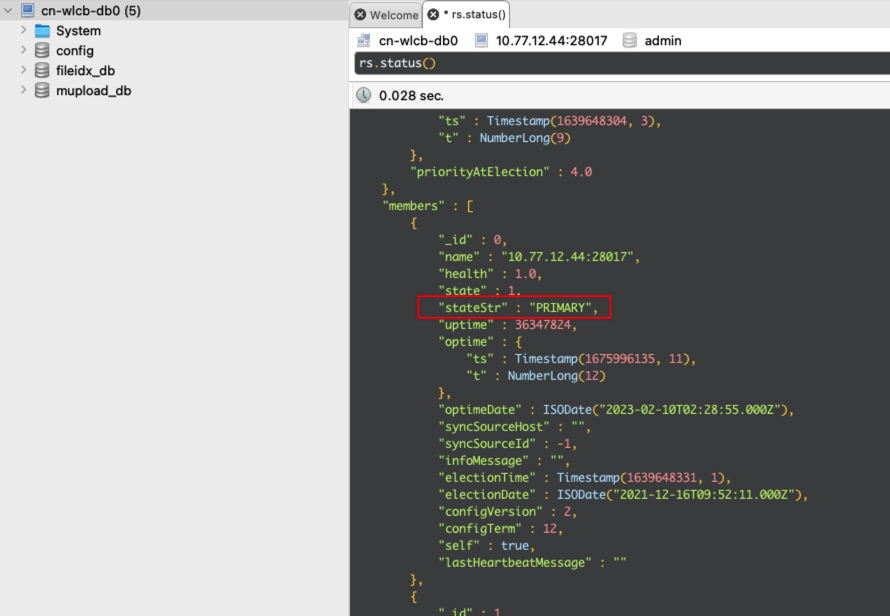 cn-wlcb-db0 (5)
System
config
fileidx_db
mupload_db
Welcome
* rs.status()
cn-wlcb-db0
10.77.12.44:28017
admin
rs.status()
0.028 sec.
"ts" : Timestamp(1639648304, 3),
"t" : NumberLong(9)
},
"priorityAtElection" : 4.0
},
"members" : [
{
"_id" : 0,
"name" : "10.77.12.44:28017",
"health" : 1.0,
"state" : 1,
"stateStr" : "PRIMARY",
"uptime" : 36347824,
"optime" : {
"ts" : Timestamp(1675996135, 11),
"t" : NumberLong(12)
},
"optimeDate" : ISODate("2023-02-10T02:28:55.000Z"),
"syncSourceHost" : "",
"syncSourceId" : -1,
"infoMessage" : "",
"electionTime" : Timestamp(1639648331, 1),
"electionDate" : ISODate("2021-12-16T09:52:11.000Z"),
"configVersion" : 2,
"configTerm" : 12,
"self" : true,
"lastHeartbeatMessage" : ""
},
{
"_id" : 1